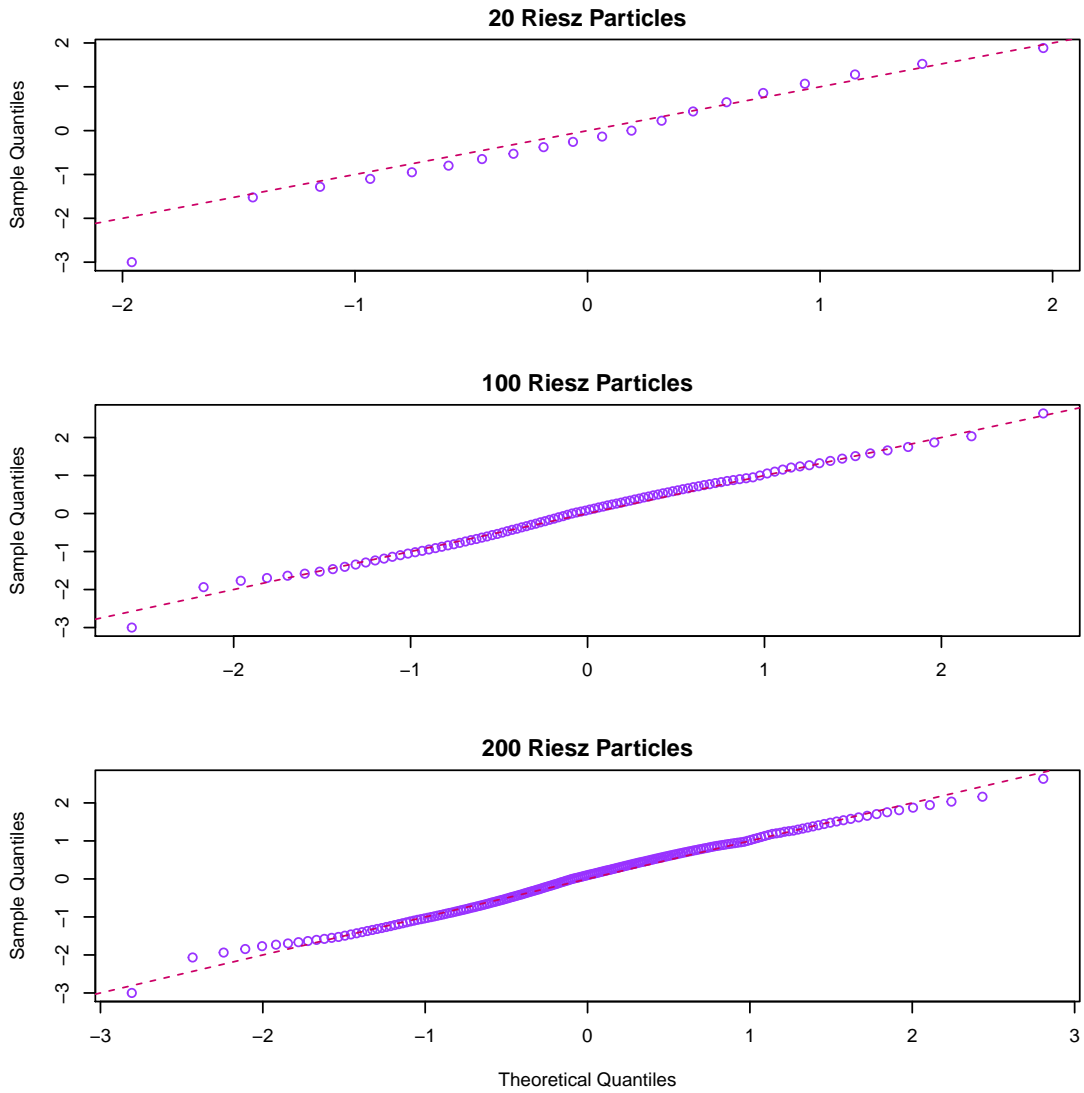 20 Riesz Particles
Sample Quantiles
2
1
0
−1
−2
−3
−2 −1 0 1 2
100 Riesz Particles
Sample Quantiles
2
1
0
−1
−2
−3
−2 −1 0 1 2
200 Riesz Particles
Sample Quantiles
2
1
0
−1
−2
−3
−3 −2 −1 0 1 2 3
Theoretical Quantiles